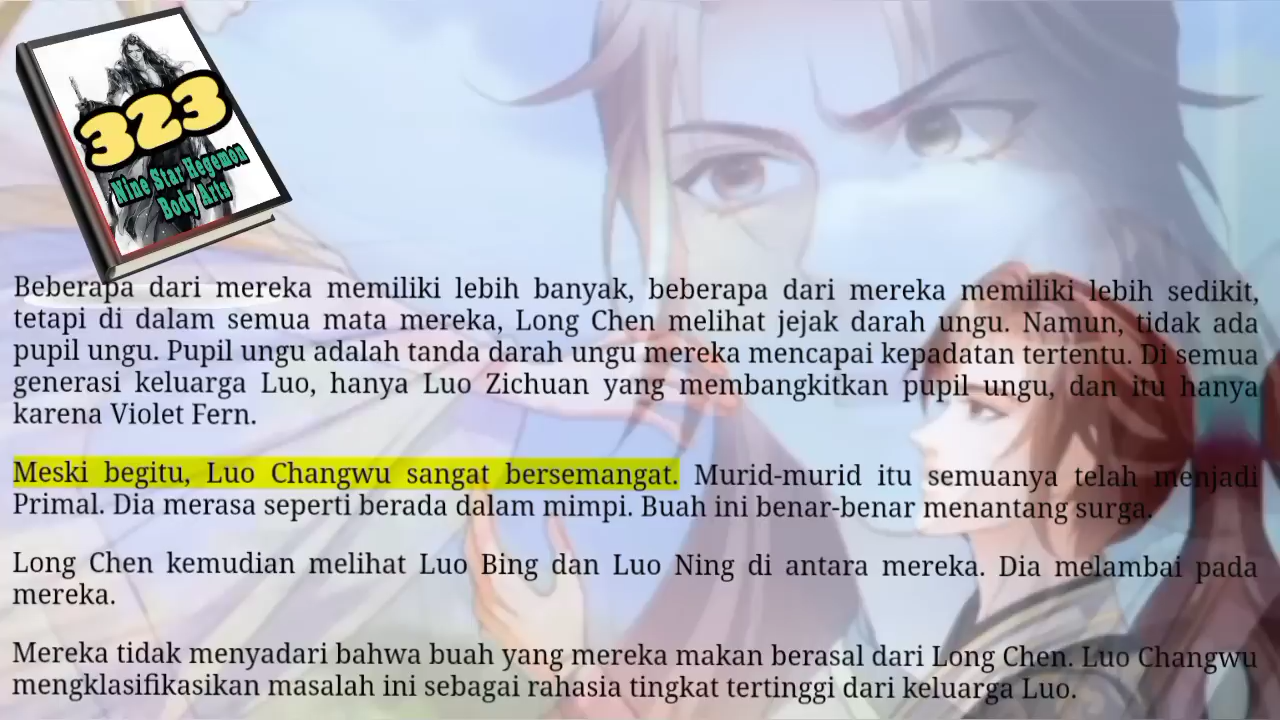 323
Nine Star Hegemon
Body Arts
Beberapa dari mereka memiliki lebih banyak, beberapa dari mereka memiliki lebih sedikit,
tetapi di dalam semua mata mereka, Long Chen melihat jejak darah ungu. Namun, tidak ada
pupil ungu. Pupil ungu adalah tanda darah ungu mereka mencapai kepadatan tertentu. Di semua
generasi keluarga Luo, hanya Luo Zichuan yang membangkitkan pupil ungu, dan itu hanya
karena Violet Fern.
Meski begitu, Luo Changwu sangat bersemangat. Murid-murid itu semuanya telah menjadi
Primal. Dia merasa seperti berada dalam mimpi. Buah ini benar-benar menantang surga.
Long Chen kemudian melihat Luo Bing dan Luo Ning di antara mereka. Dia melambai pada
mereka.
Mereka tidak menyadari bahwa buah yang mereka makan berasal dari Long Chen. Luo Changwu
mengklasifikasikan masalah ini sebagai rahasia tingkat tertinggi dari keluarga Luo.